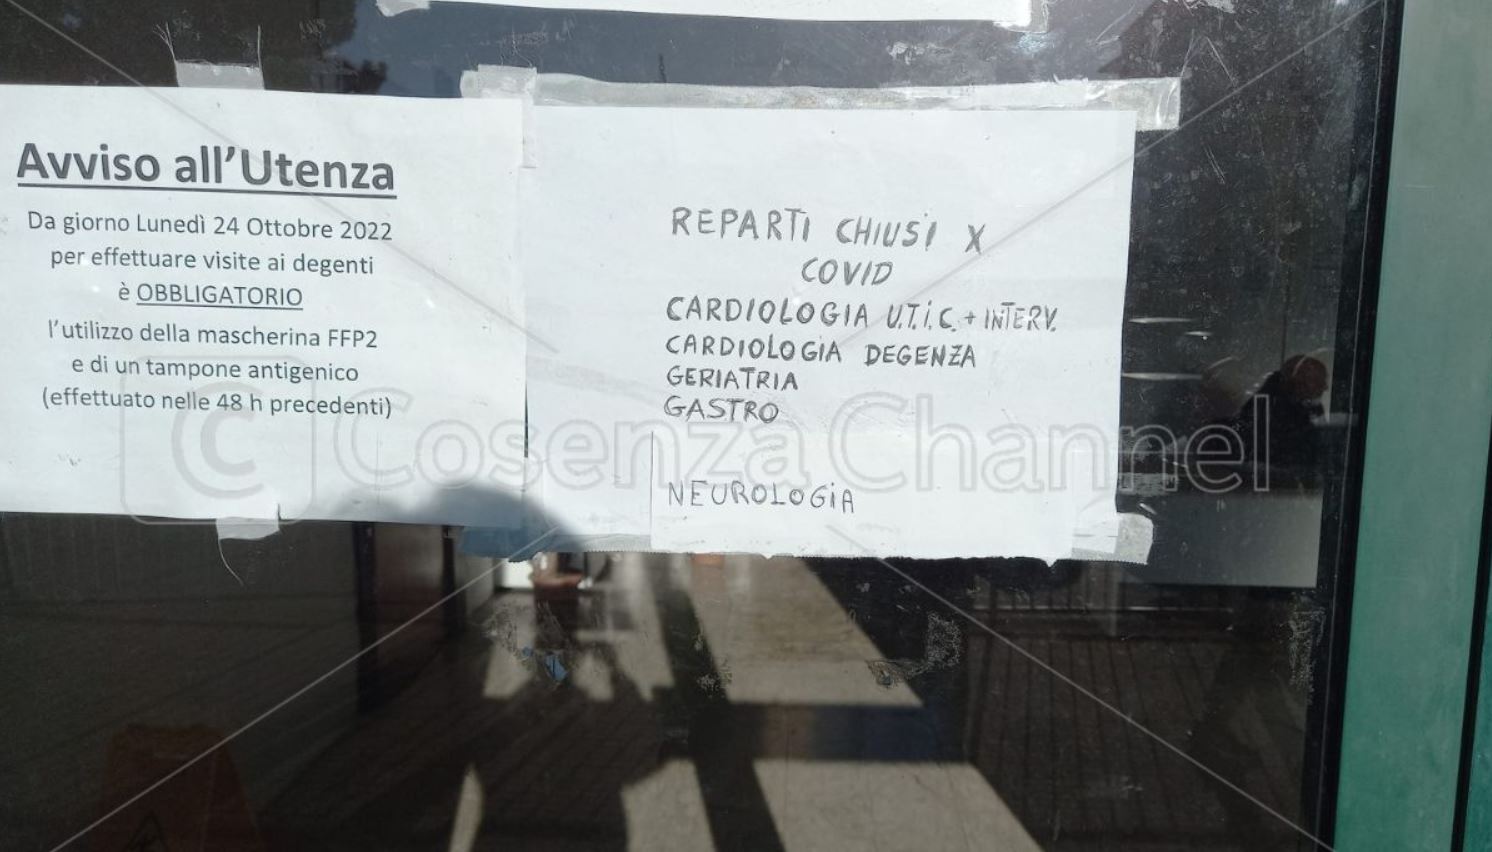 Avviso all'Utenza
Da giorno Lunedì 24 Ottobre 2022
per effettuare visite ai degenti
è OBBLIGATORIO
l'utilizzo della mascherina FFP2
e di un tampone antigenico
(effettuato nelle 48 h precedenti)
REPARTI CHIUSI X
COVID
CARDIOLOGIA U.T.I.C. + INTERV.
CARDIOLOGIA DEGENZA
GERIATRIA
GASTRO
NEUROLOGIA
© Cosenza Channel